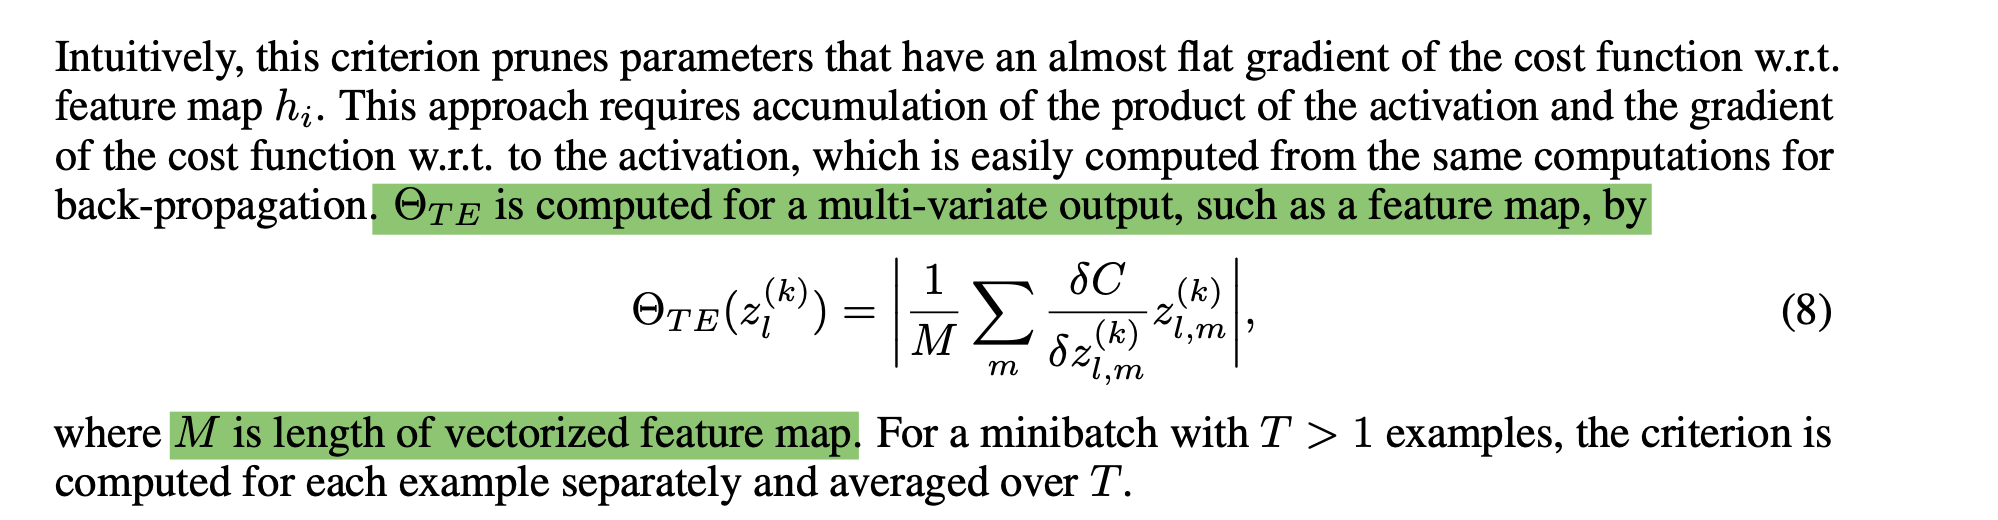 Intuitively, this criterion prunes parameters that have an almost flat gradient of the cost function w.r.t.
feature map $h_i$. This approach requires accumulation of the product of the activation and the gradient
of the cost function w.r.t. to the activation, which is easily computed from the same computations for
back-propagation. $\Theta_{TE}$ is computed for a multi-variate output, such as a feature map, by
$\Theta_{TE}(z_l^{(k)}) = \left| \frac{1}{M} \sum_m \frac{\delta C}{\delta z_{l,m}^{(k)}} z_{l,m}^{(k)} \right|,$ (8)
where $M$ is length of vectorized feature map. For a minibatch with $T > 1$ examples, the criterion is
computed for each example separately and averaged over $T$.